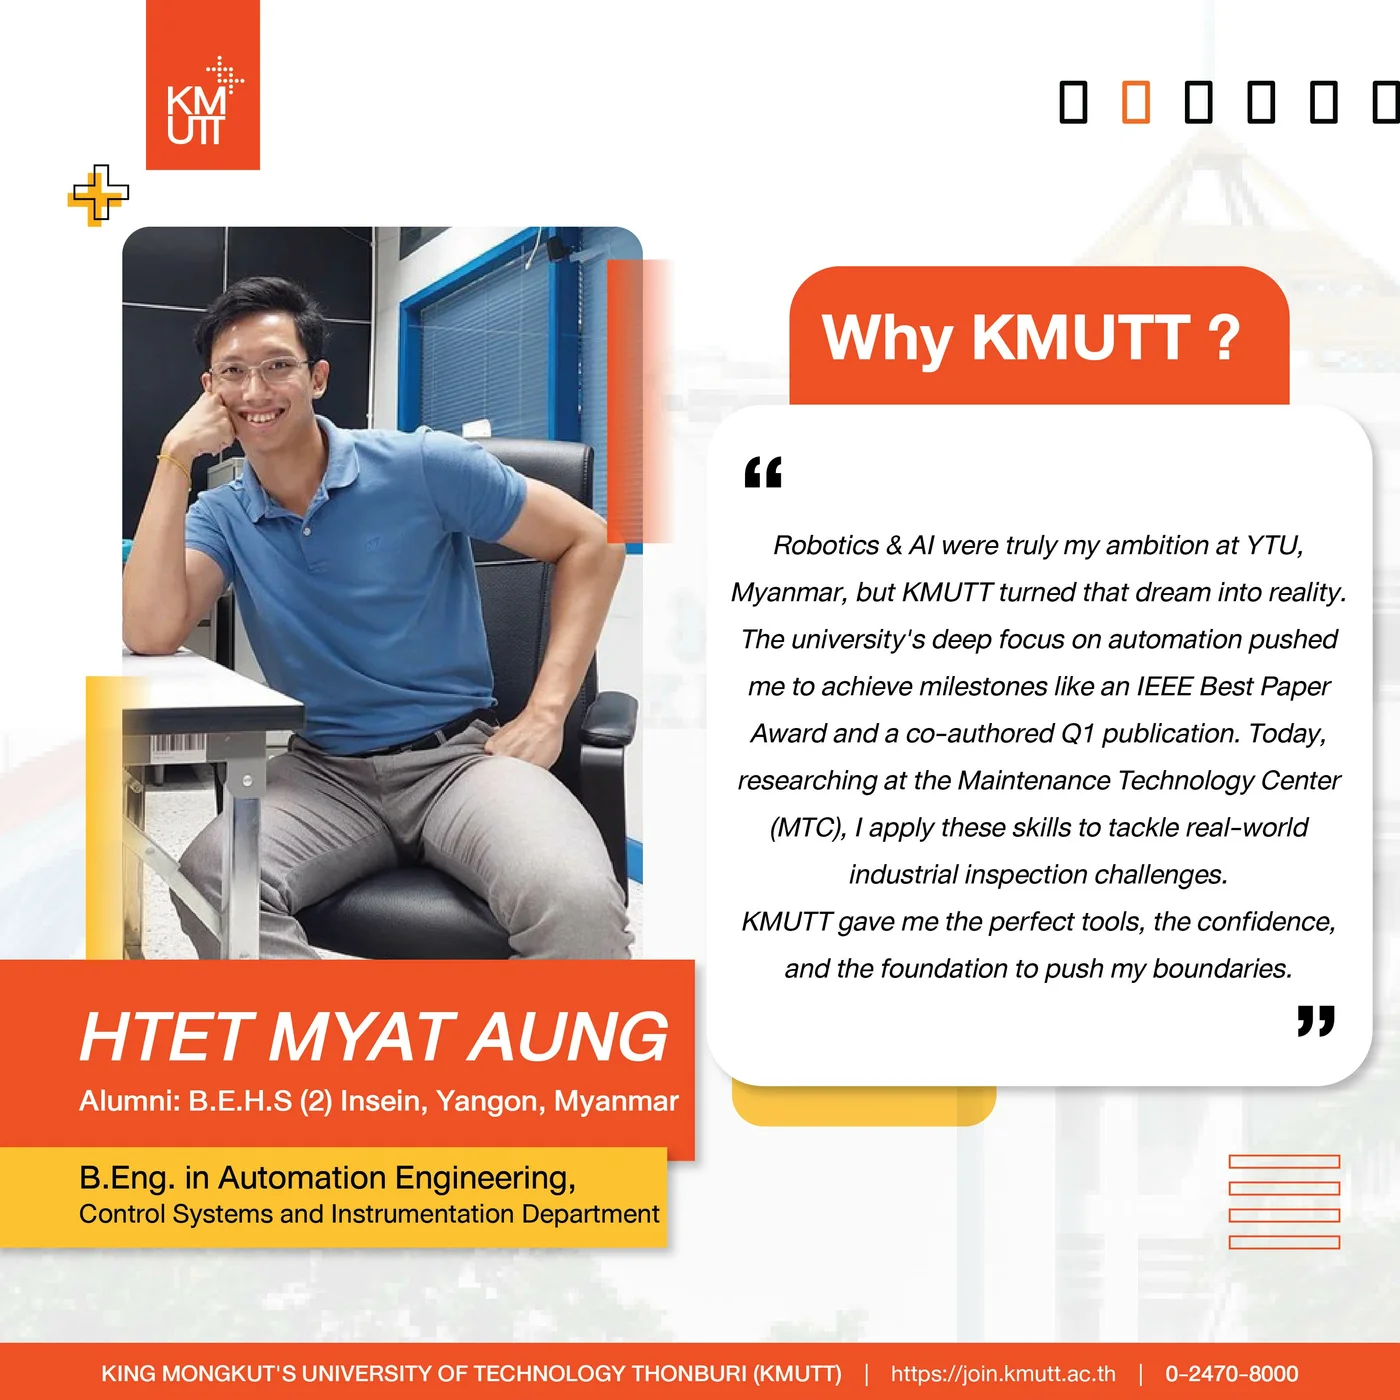 KM
UTT
Why KMUTT ?
“
Robotics & AI were truly my ambition at YTU,
Myanmar, but KMUTT turned that dream into reality.
The university's deep focus on automation pushed
me to achieve milestones like an IEEE Best Paper
Award and a co-authored Q1 publication. Today,
researching at the Maintenance Technology Center
(MTC), I apply these skills to tackle real-world
industrial inspection challenges.
KMUTT gave me the perfect tools, the confidence,
and the foundation to push my boundaries.
”
HTET MYAT AUNG
Alumni: B.E.H.S (2) Insein, Yangon, Myanmar
B.Eng. in Automation Engineering,
Control Systems and Instrumentation Department
KING MONGKUT'S UNIVERSITY OF TECHNOLOGY THONBURI (KMUTT) | https://join.kmutt.ac.th | 0-2470-8000